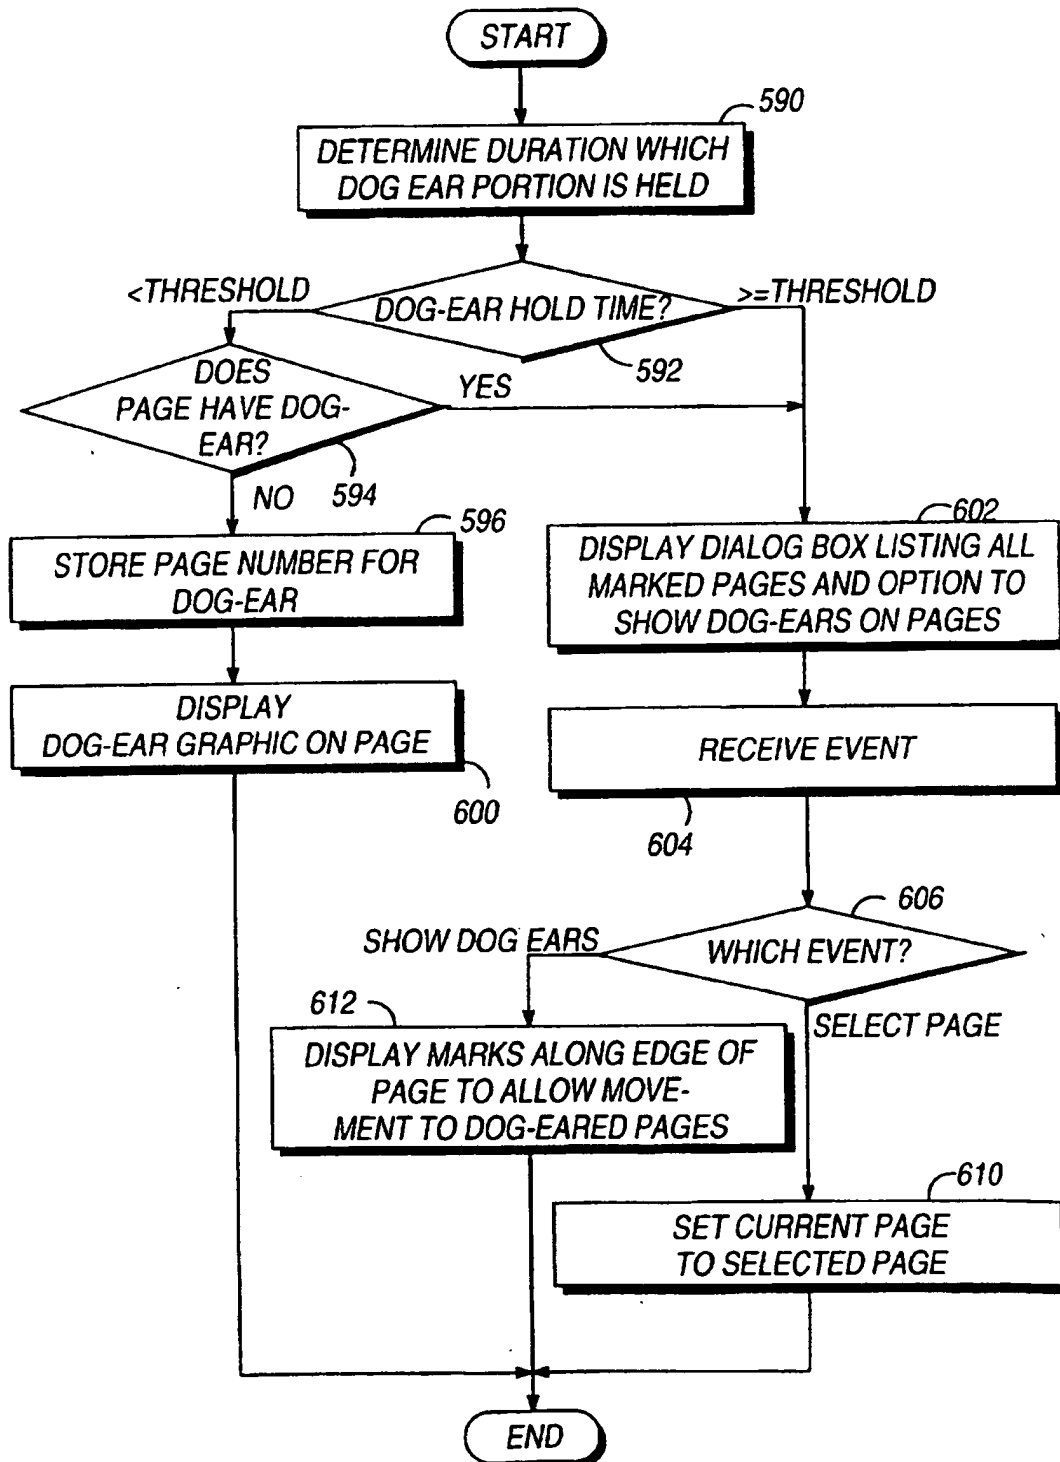 START
590
DETERMINE DURATION WHICH
DOG EAR PORTION IS HELD
<THRESHOLD
DOG-EAR HOLD TIME?
>=THRESHOLD
592
DOES
PAGE HAVE DOG-
EAR?
YES
594
NO
596
STORE PAGE NUMBER FOR
DOG-EAR
602
DISPLAY DIALOG BOX LISTING ALL
MARKED PAGES AND OPTION TO
SHOW DOG-EARS ON PAGES
DISPLAY
DOG-EAR GRAPHIC ON PAGE
600
RECEIVE EVENT
604
606
SHOW DOG EARS
WHICH EVENT?
SELECT PAGE
612
DISPLAY MARKS ALONG EDGE OF
PAGE TO ALLOW MOVE-
MENT TO DOG-EARED PAGES
610
SET CURRENT PAGE
TO SELECTED PAGE
END